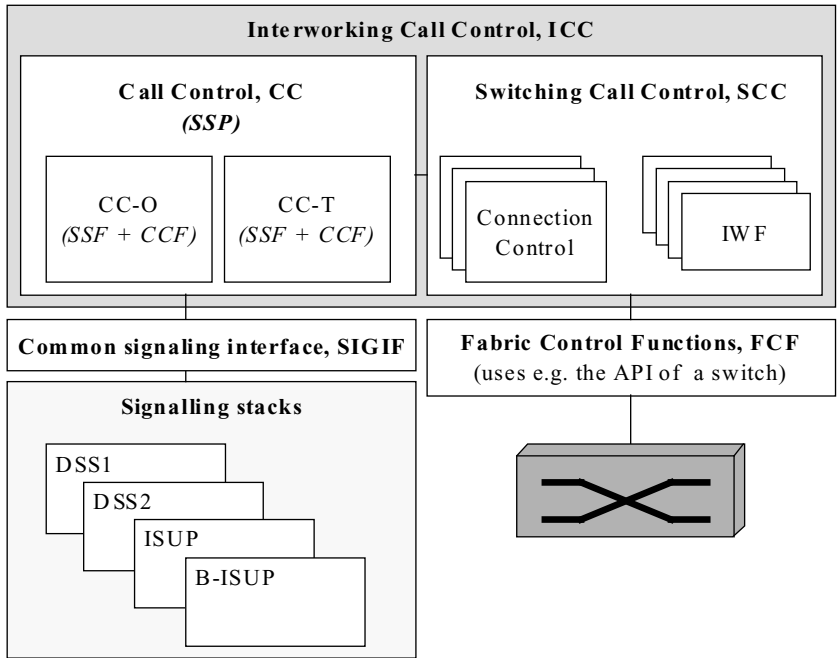 Interworking Call Control, ICC
Call Control, CC
(SSP)
CC-O
(SSF + CCF)
CC-T
(SSF + CCF)
Switching Call Control, SCC
Connection
Control
IWF
Common signaling interface, SIGIF
Fabric Control Functions, FCF
(uses e.g. the API of a switch)
Signalling stacks
DSS1
DSS2
ISUP
B-ISUP